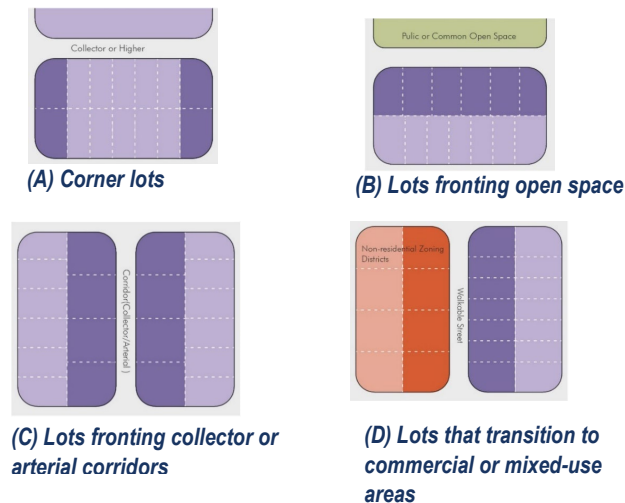 Collector or Higher
(A) Corner lots
Pulic or Common Open Space
(B) Lots fronting open space
Corridor(Collector/Arterial )
(C) Lots fronting collector or
arterial corridors
Non-residential Zoning
Districts
Walkable Street
(D) Lots that transition to
commercial or mixed-use
areas